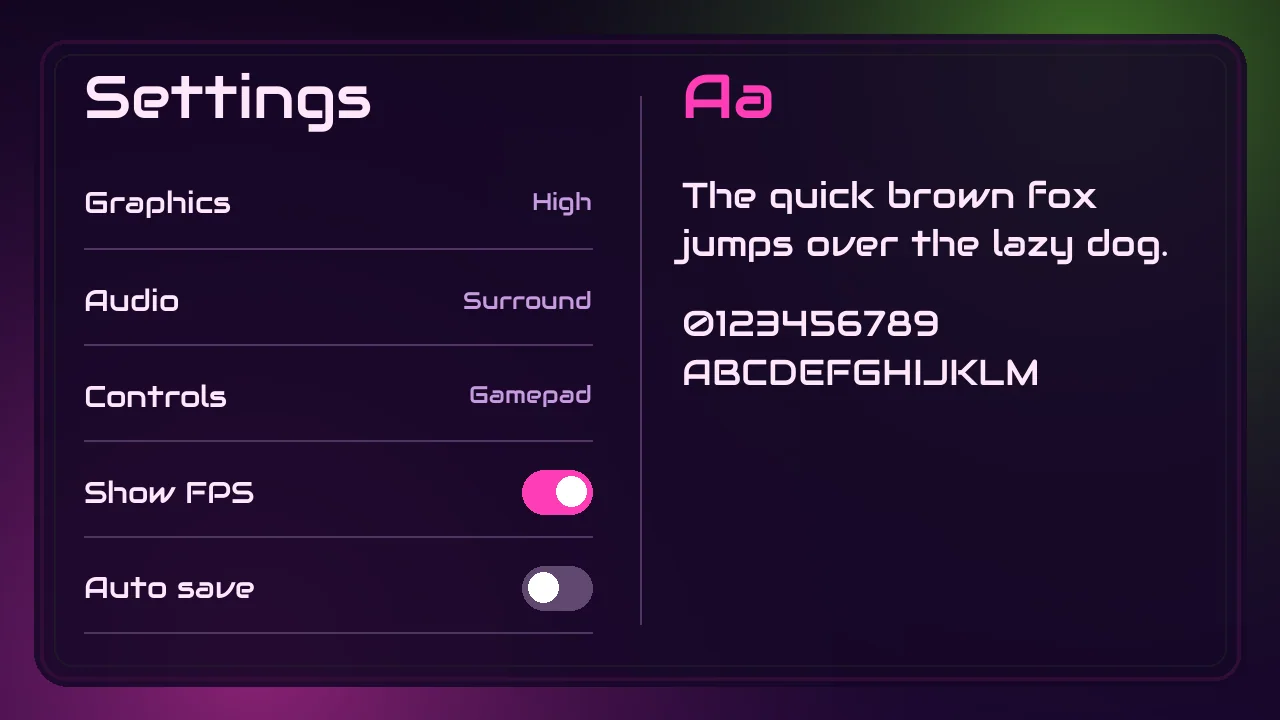 Settings
Graphics High
Audio Surround
Controls Gamepad
Show FPS
Auto save
Aa
The quick brown fox
jumps over the lazy dog.
0123456789
ABCDEFGHIJKLM